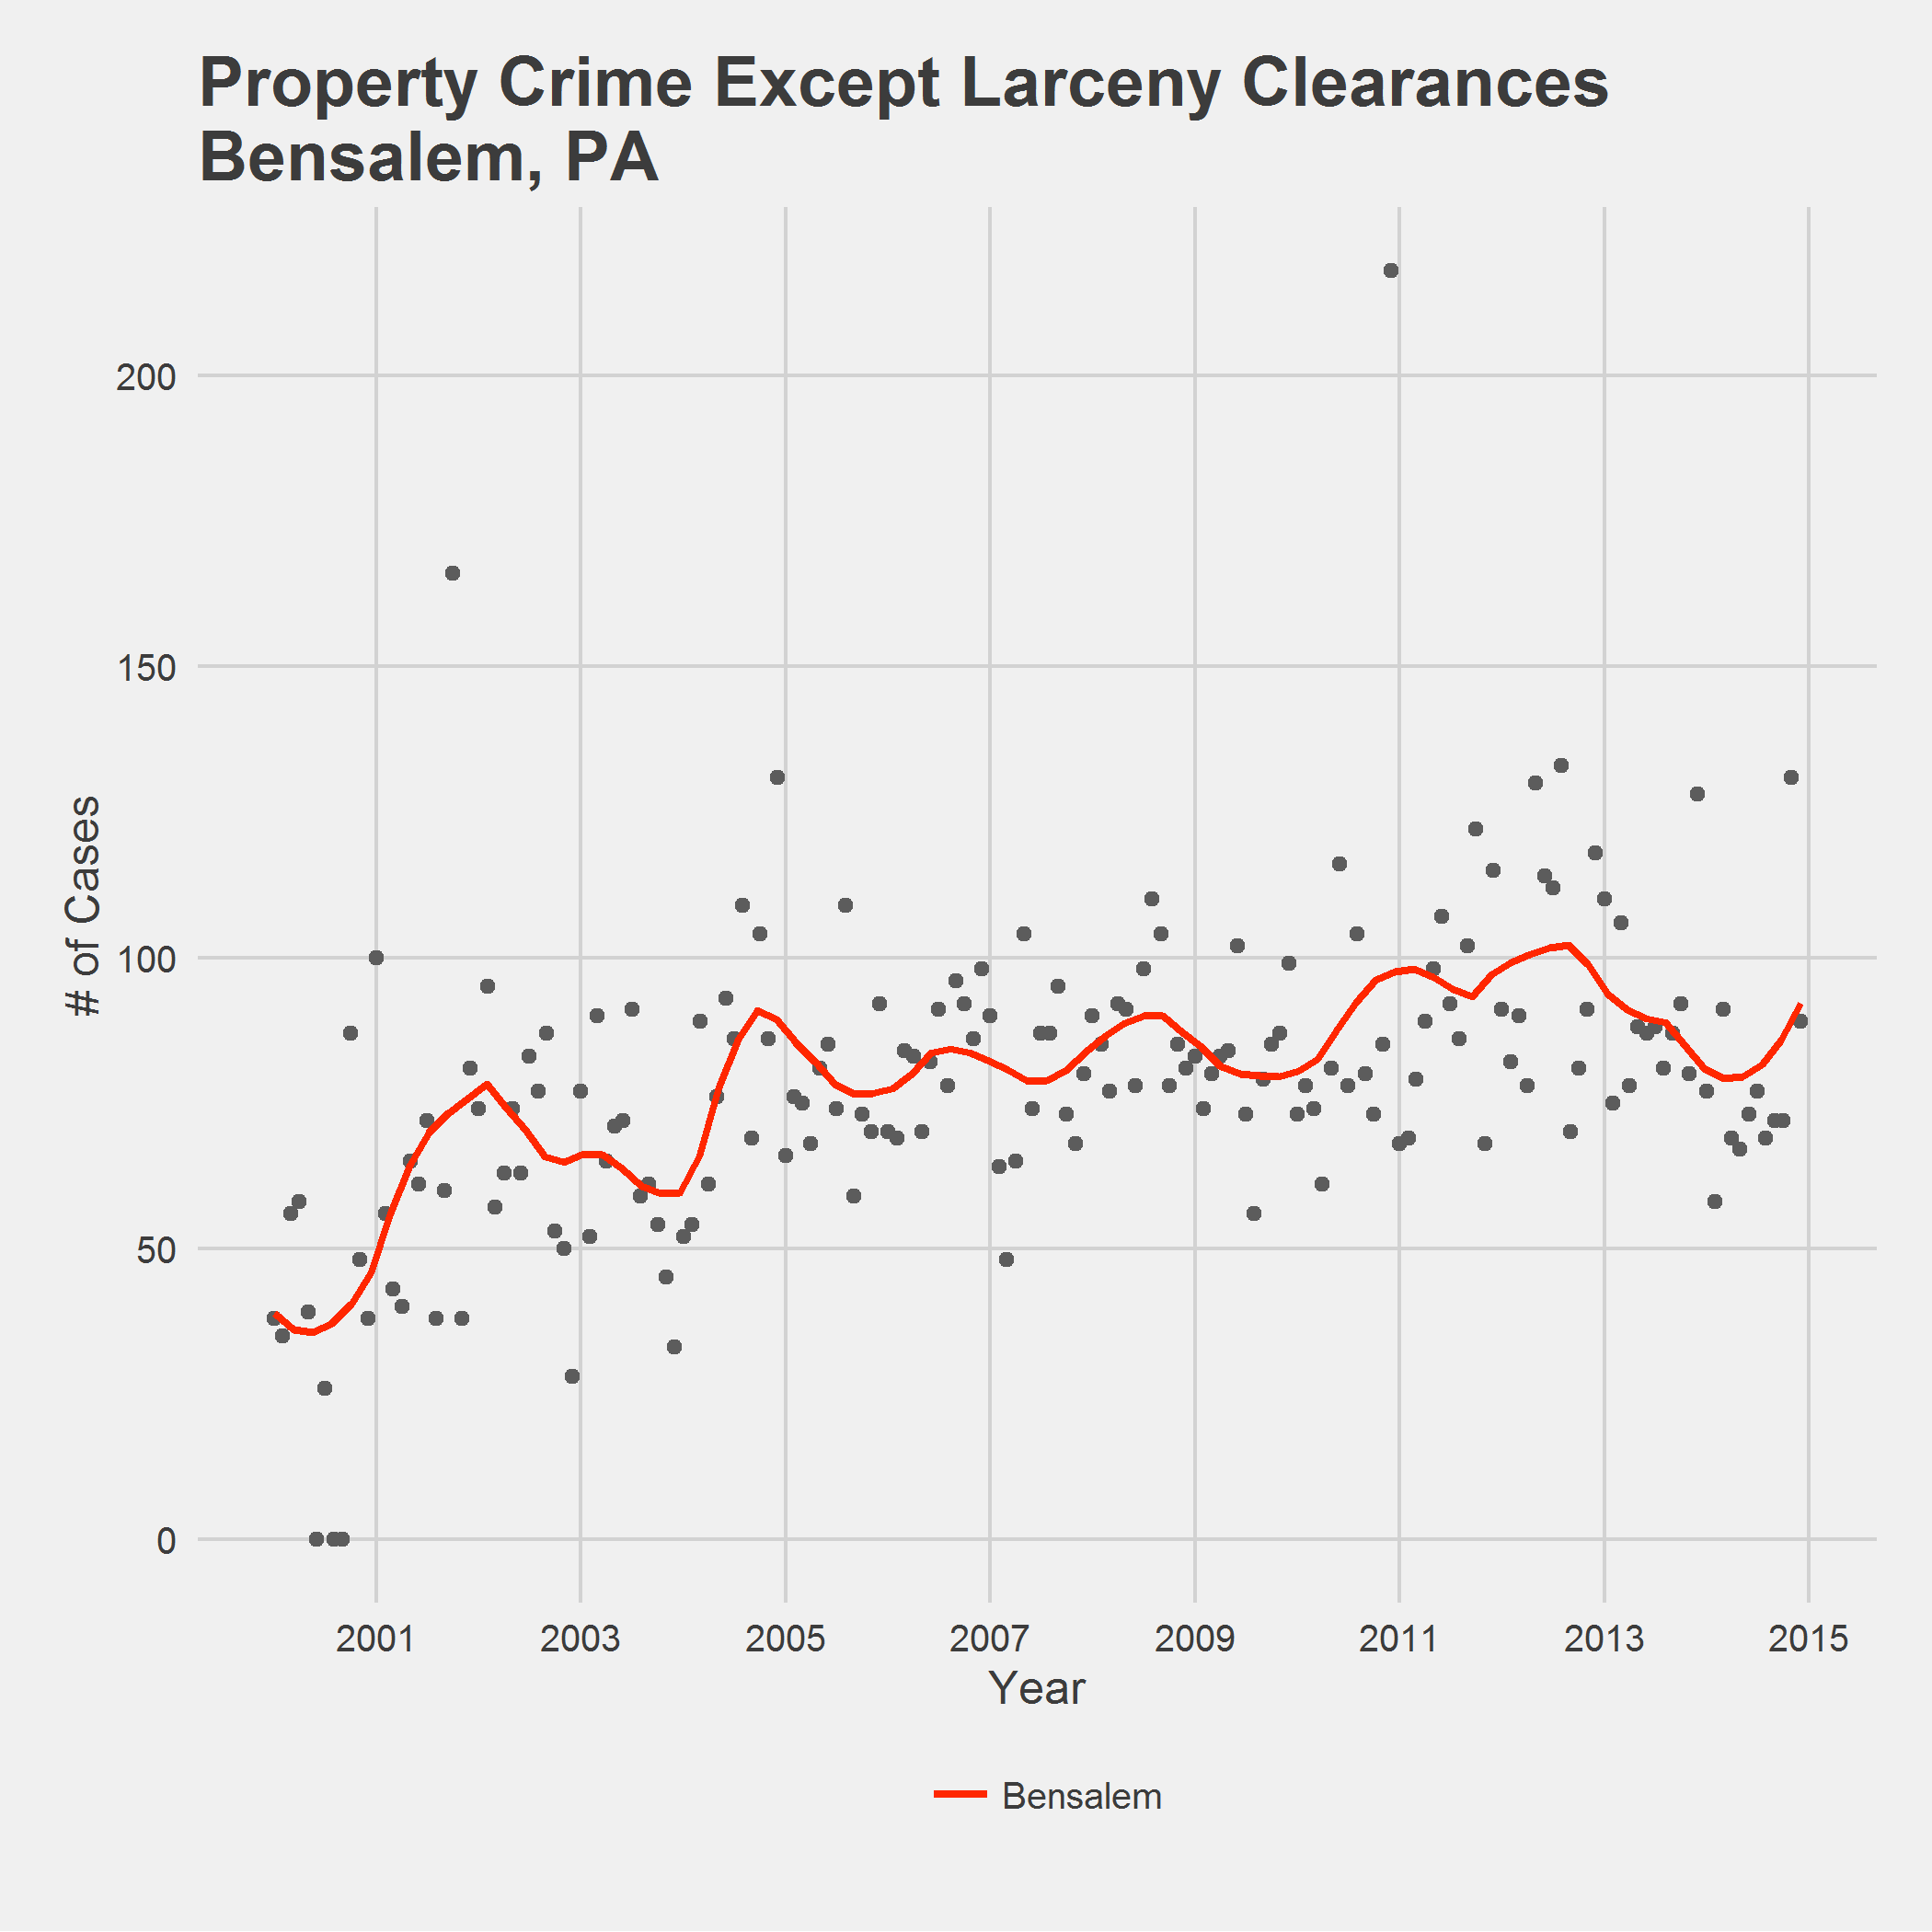 Property Crime Except Larceny Clearances
Bensalem, PA
# of Cases
200
150
100
50
0
2001 2003 2005 2007 2009 2011 2013 2015
Year
Bensalem